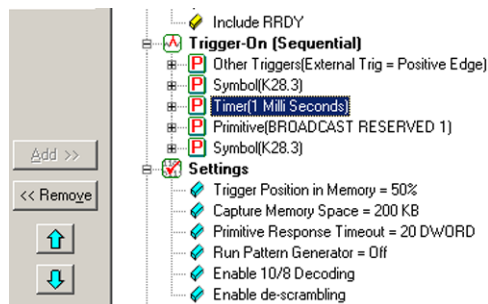 Include RRDY
Trigger-On (Sequential)
P Other Triggers(External Trig = Positive Edge)
P Symbol(K28.3)
P Timer(1 Milli Seconds)
P Primitive(BROADCAST RESERVED 1)
P Symbol(K28.3)
Settings
Trigger Position in Memory = 50%
Capture Memory Space = 200 KB
Primitive Response Timeout = 20 DWORD
Run Pattern Generator = Off
Enable 10/8 Decoding
Enable de-scrambling
Add >>
<< Remove